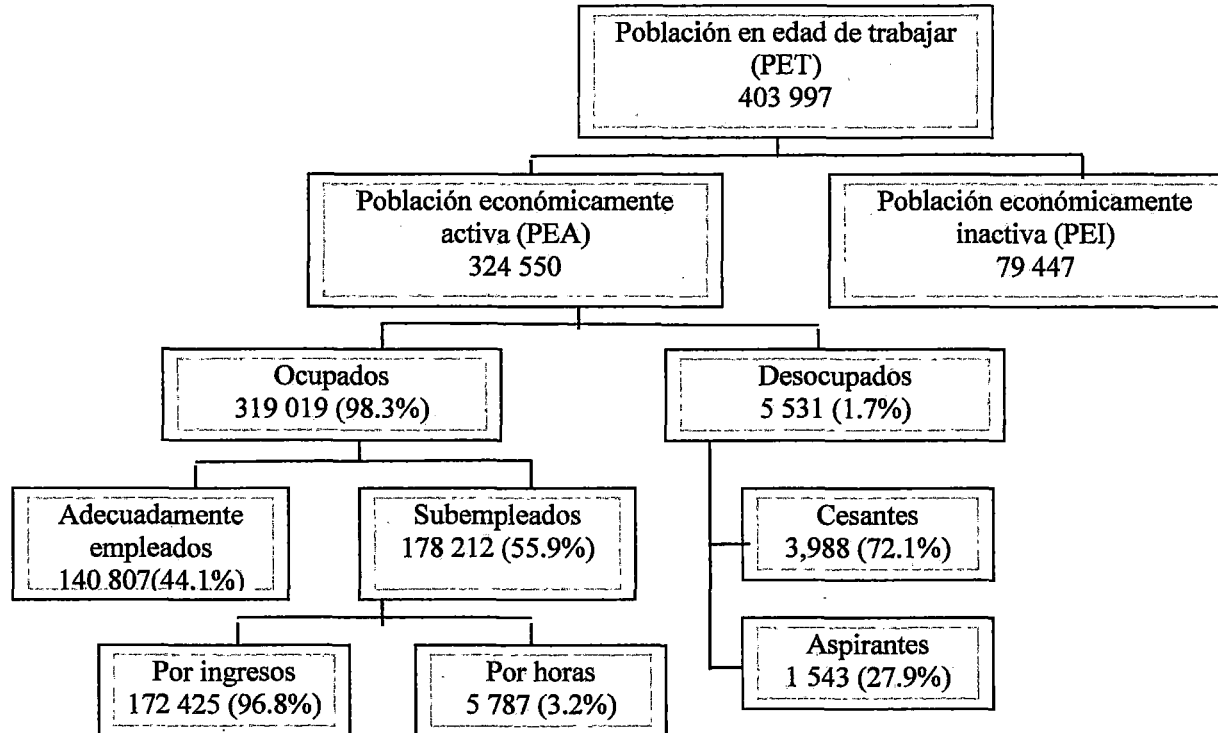 Población en edad de trabajar
(PET)
403 997
Población económicamente
activa (PEA)
324 550
Población económicamente
inactiva (PEI)
79 447
Ocupados
319 019 (98.3%)
Desocupados
5 531 (1.7%)
Adecuadamente
empleados
140 807(44.1%)
Subempleados
178 212 (55.9%)
Cesantes
3,988 (72.1%)
Por ingresos
172 425 (96.8%)
Por horas
5 787 (3.2%)
Aspirantes
1 543 (27.9%)